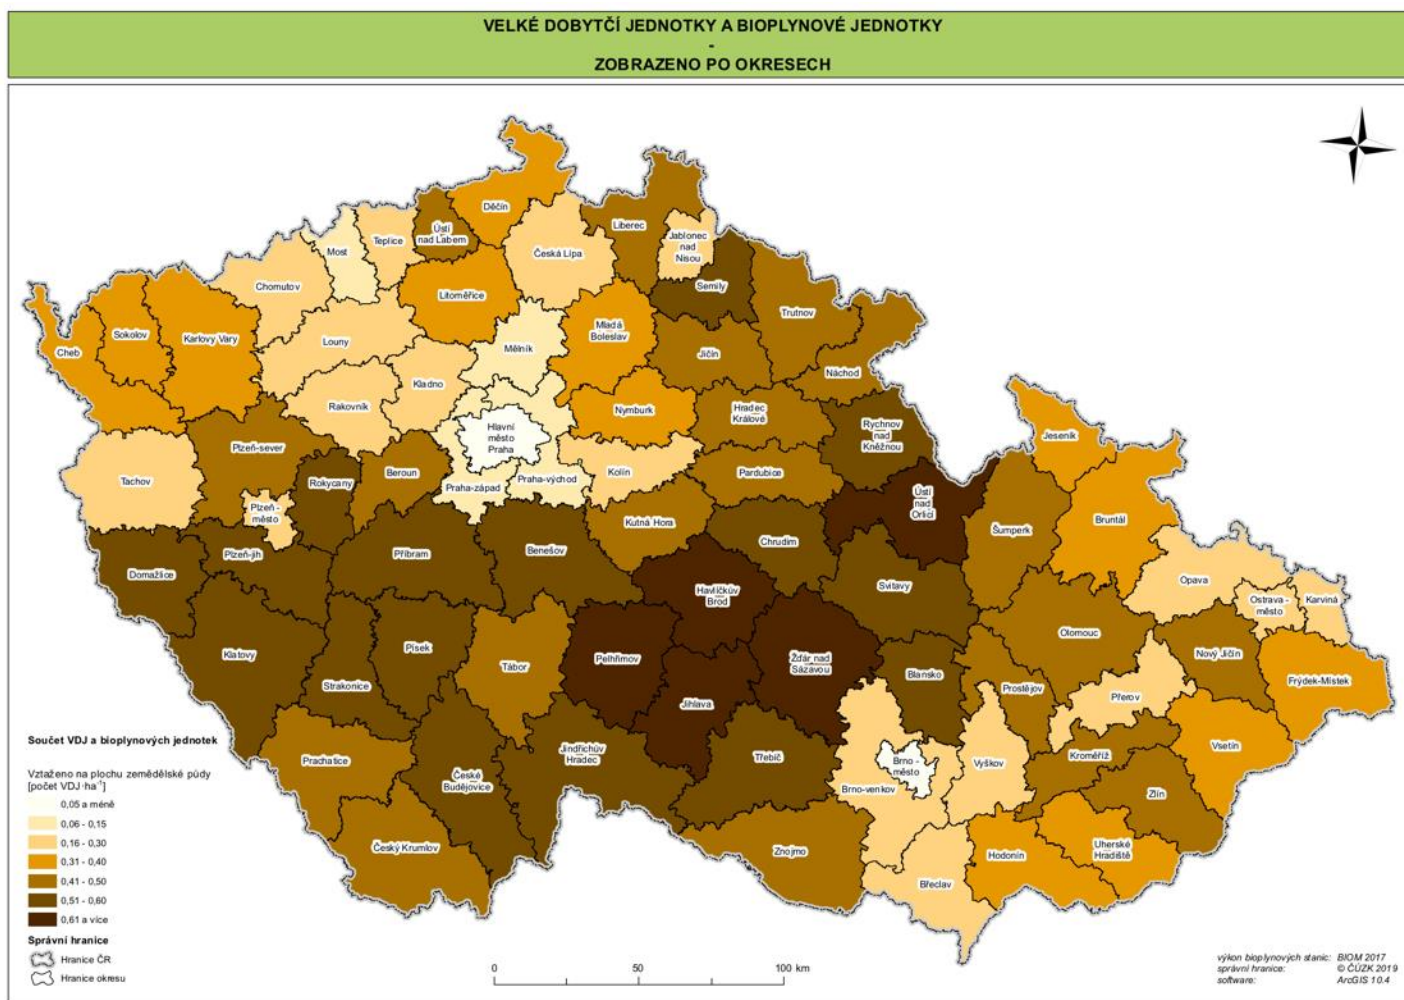 VELKÉ DOBYTČÍ JEDNOTKY A BIOPLYNOVÉ JEDNOTKY
-
ZOBRAZENO PO OKRESECH
Děčín
Ústí
nad Labem
Teplice
Most
Chomutov
Česká Lípa
Liberec
Jablonec
nad
Nisou
Semily
Trutnov
Litoměřice
Louny
Mělník
Mladá
Boleslav
Jičín
Náchod
Cheb
Sokolov
Karlovy Vary
Rakovník
Kladno
Hlavní
město
Praha
Nymburk
Hradec
Králové
Rychnov
nad
Kněžnou
Jeseník
Tachov
Plzeň-sever
Rokycany
Beroun
Praha-západ
Praha-východ
Kolín
Pardubice
Ústí
nad
Orlicí
Šumperk
Bruntál
Plzeň -
město
Plzeň-jih
Domažlice
Příbram
Benešov
Kutná Hora
Chrudim
Svitavy
Opava
Ostrava -
město
Karviná
Klatovy
Strakonice
Písek
Tábor
Pelhřimov
Havlíčkův
Brod
Žďár nad
Sázavou
Jihlava
Blansko
Prostějov
Olomouc
Přerov
Nový Jičín
Frýdek-Místek
Prachatice
České
Budějovice
Jindřichův
Hradec
Třebíč
Brno -
město
Brno-venkov
Vyškov
Kroměříž
Vsetín
Zlín
Český Krumlov
Znojmo
Břeclav
Hodonín
Uherské
Hradiště
Součet VDJ a bioplynových jednotek
Vztaženo na plochu zemědělské půdy
[počet VDJ·ha⁻¹]
0,05 a méně
0,06 - 0,15
0,16 - 0,30
0,31 - 0,40
0,41 - 0,50
0,51 - 0,60
0,61 a více
Správní hranice
Hranice ČR
Hranice okresu
0 50 100 km
výkon bioplynových stanic: BIOM 2017
správní hranice: © ČÚZK 2019
software: ArcGIS 10.4